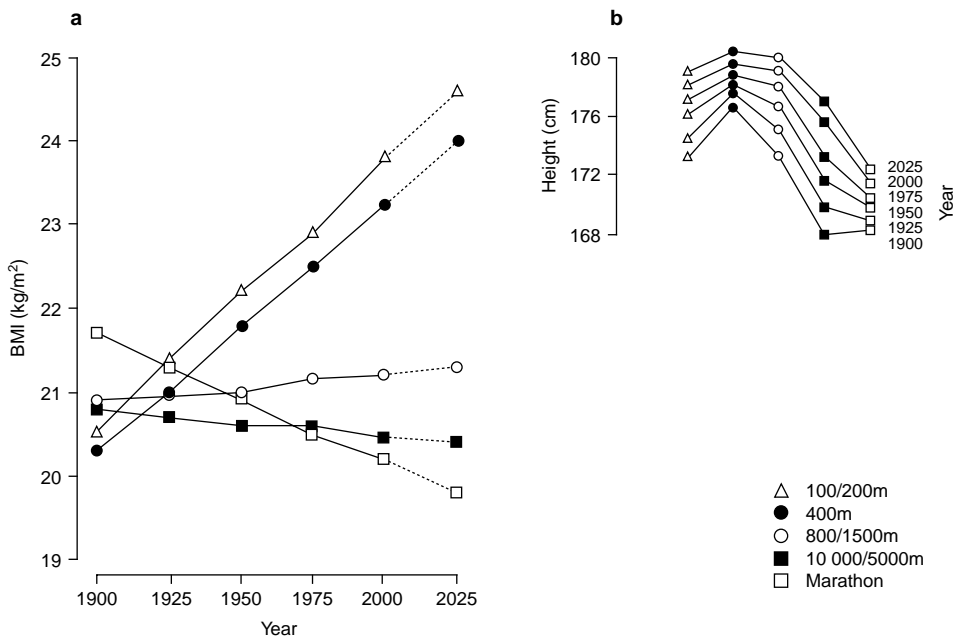 a
25
24
23
22
21
20
19
BMI (kg/m²)
1900 1925 1950 1975 2000 2025
Year
b
180
176
172
168
Height (cm)
2025
2000
1975
1950
1925
1900
Year
100/200m
400m
800/1500m
10 000/5000m
Marathon